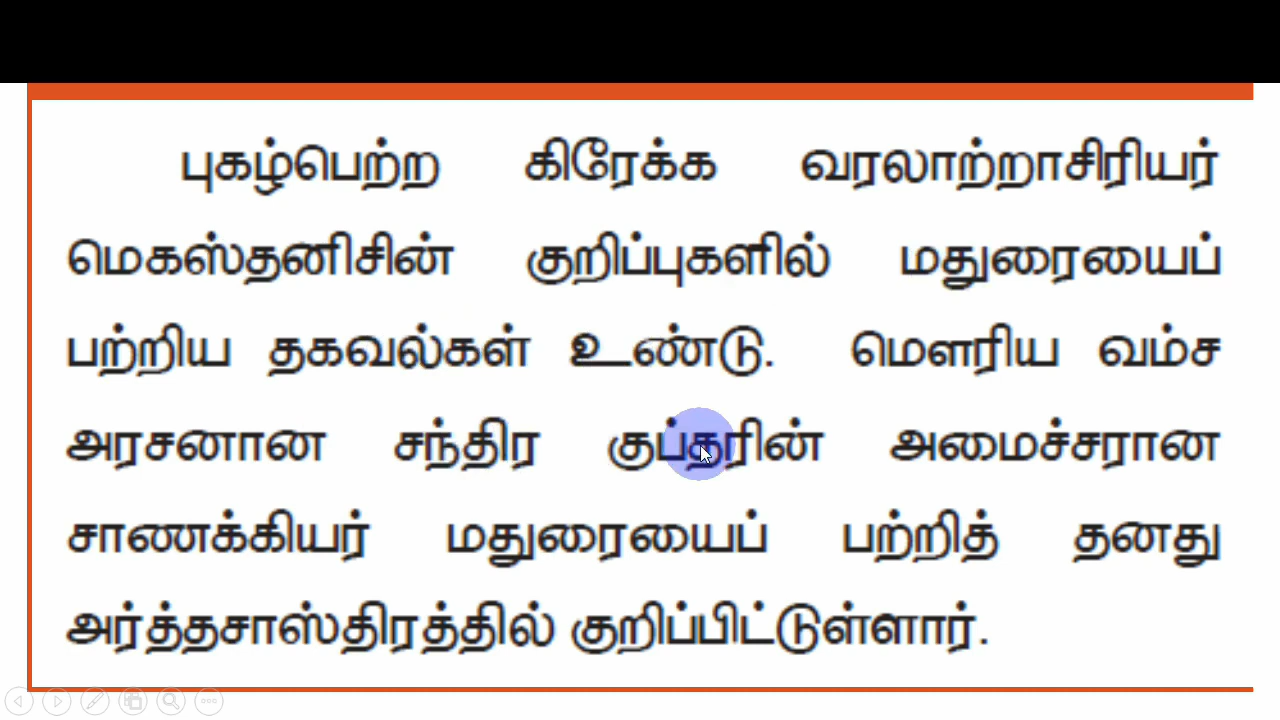 புகழ்பெற்ற கிரேக்க வரலாற்றாசிரியர்
மெகஸ்தனிசின் குறிப்புகளில் மதுரையைப்
பற்றிய தகவல்கள் உண்டு. மௌரிய வம்ச
அரசனான சந்திர குப்தரின் அமைச்சரான
சாணக்கியர் மதுரையைப் பற்றித் தனது
அர்த்தசாஸ்திரத்தில் குறிப்பிட்டுள்ளார்.